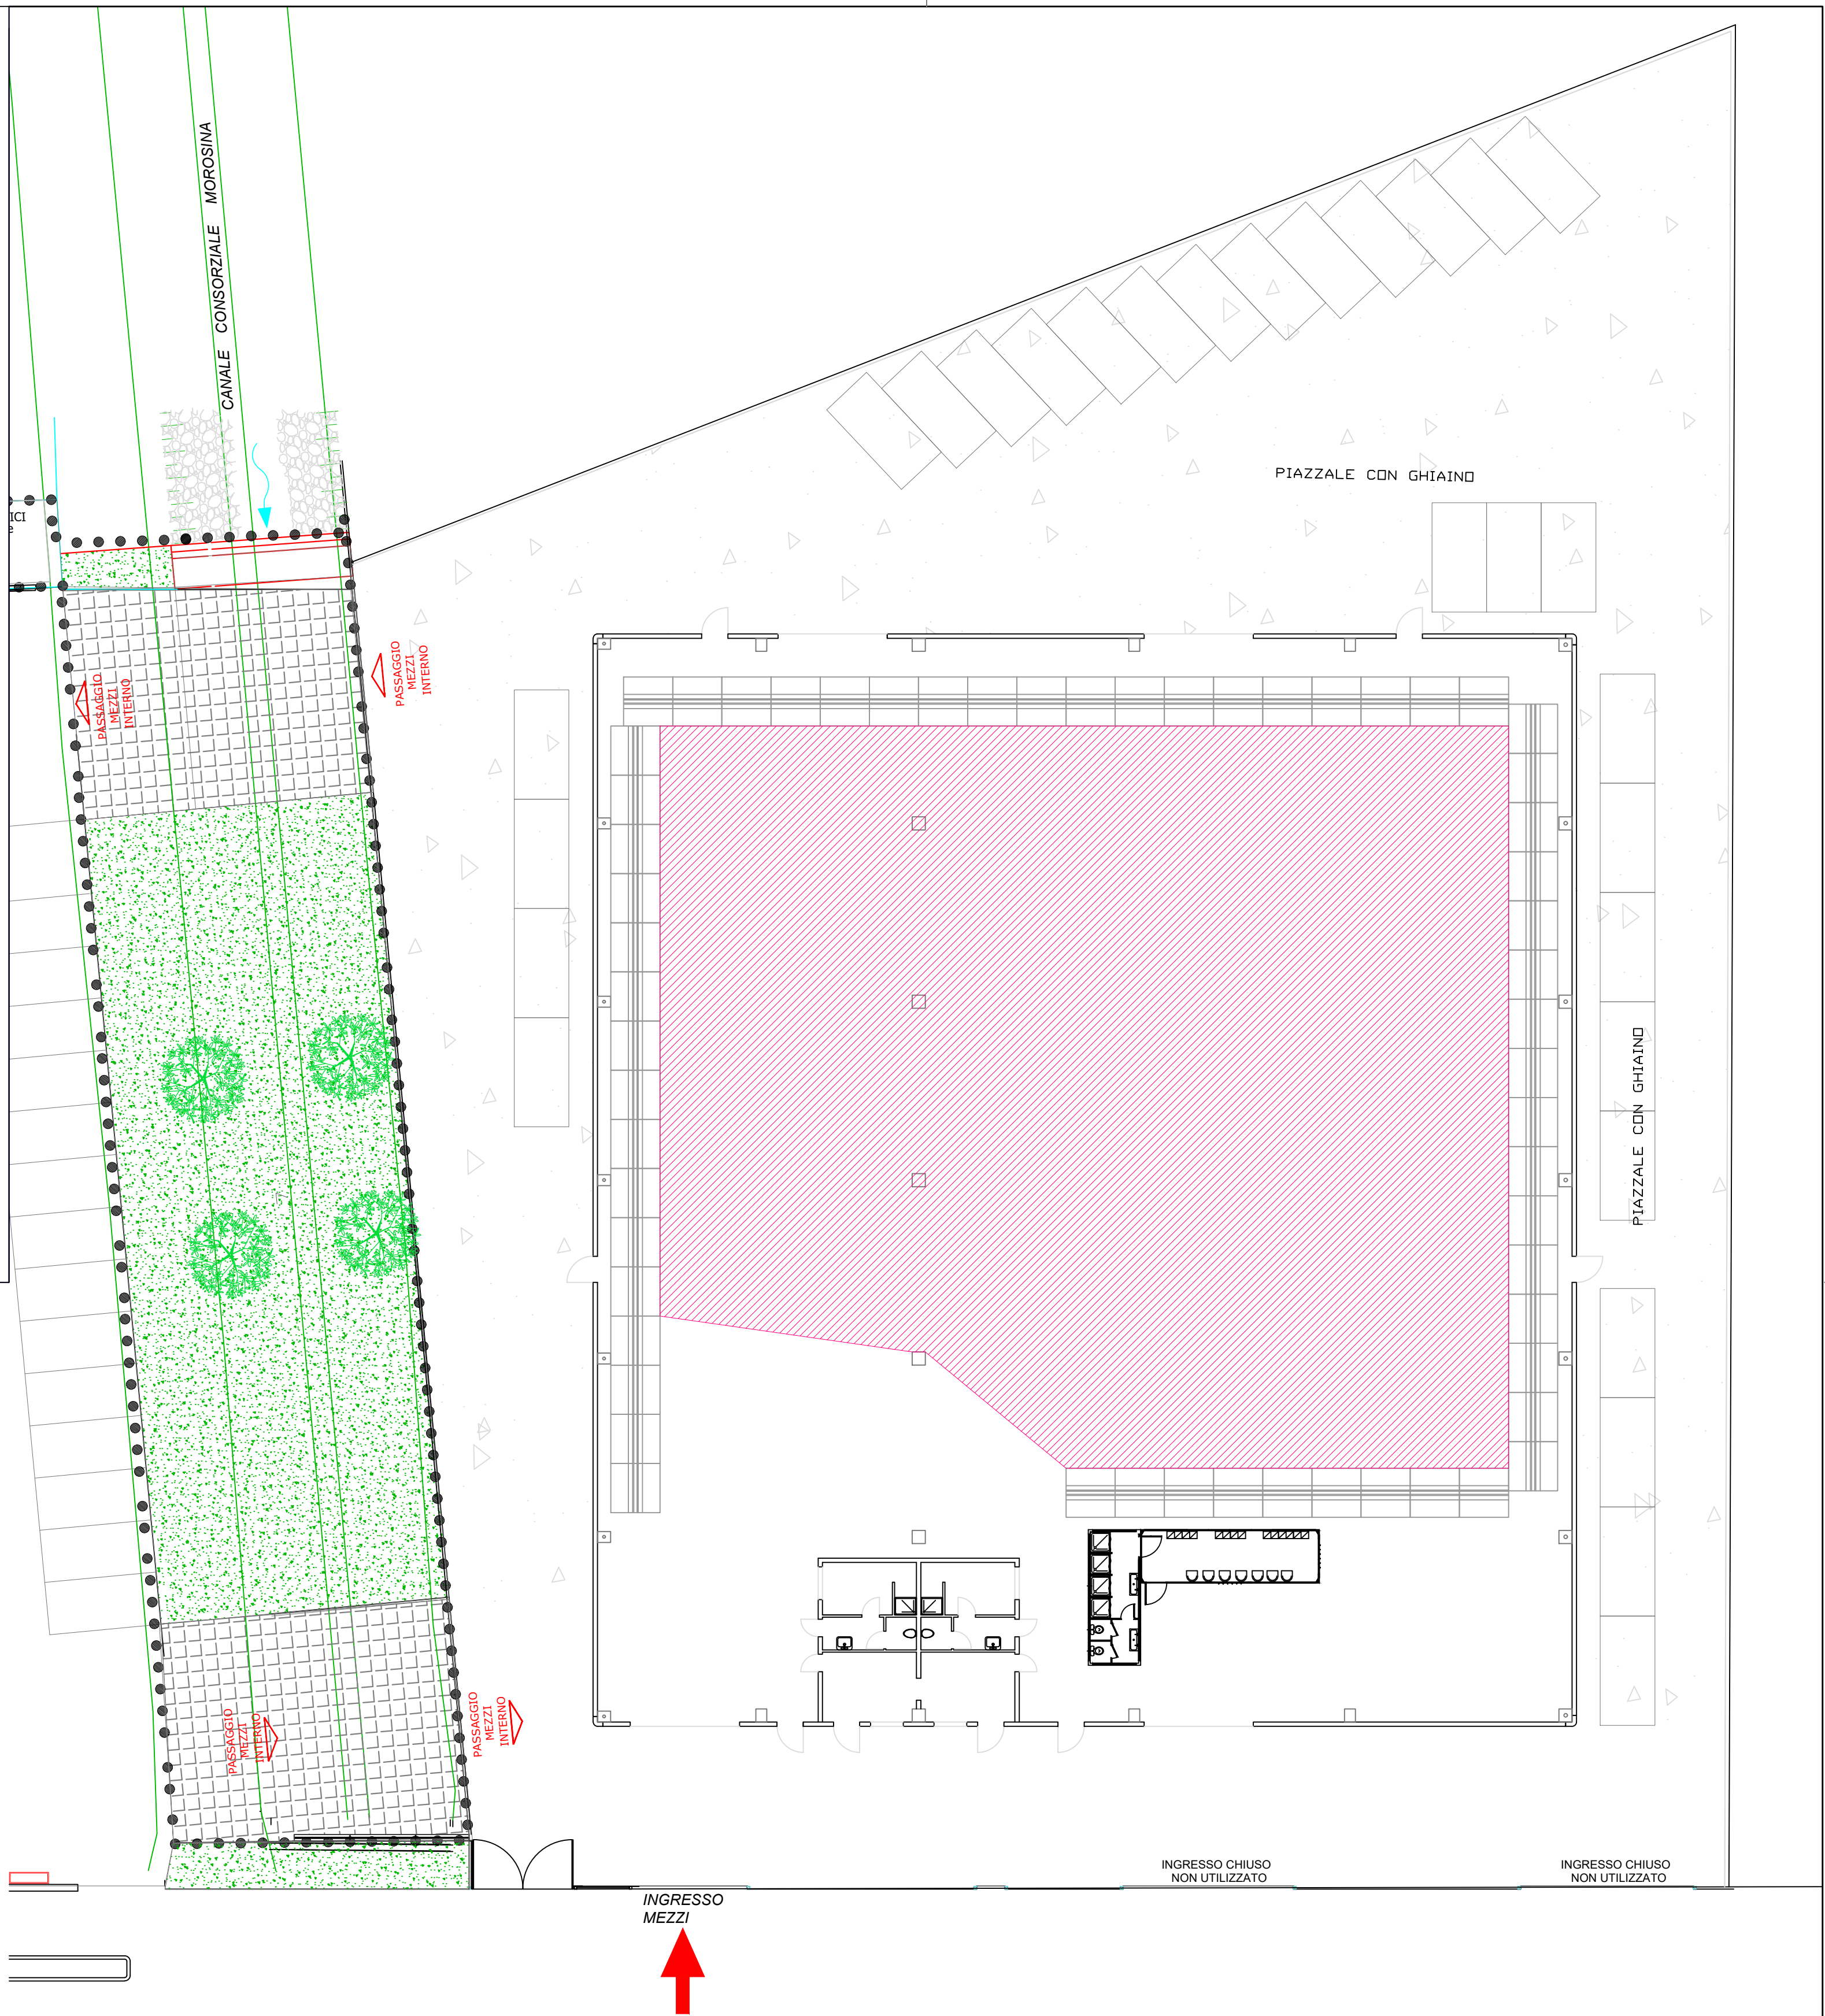 CANALE CONSORZIALE MOROSINA
PIAZZALE CON GHIAINO
ICI
PASSAGGIO
MEZZI
INTERNO
PASSAGGIO
MEZZI
INTERNO
PIAZZALE CON GHIAINO
PASSAGGIO
MEZZI
INTERNO
PASSAGGIO
MEZZI
INTERNO
INGRESSO CHIUSO
NON UTILIZZATO
INGRESSO CHIUSO
NON UTILIZZATO
INGRESSO
MEZZI